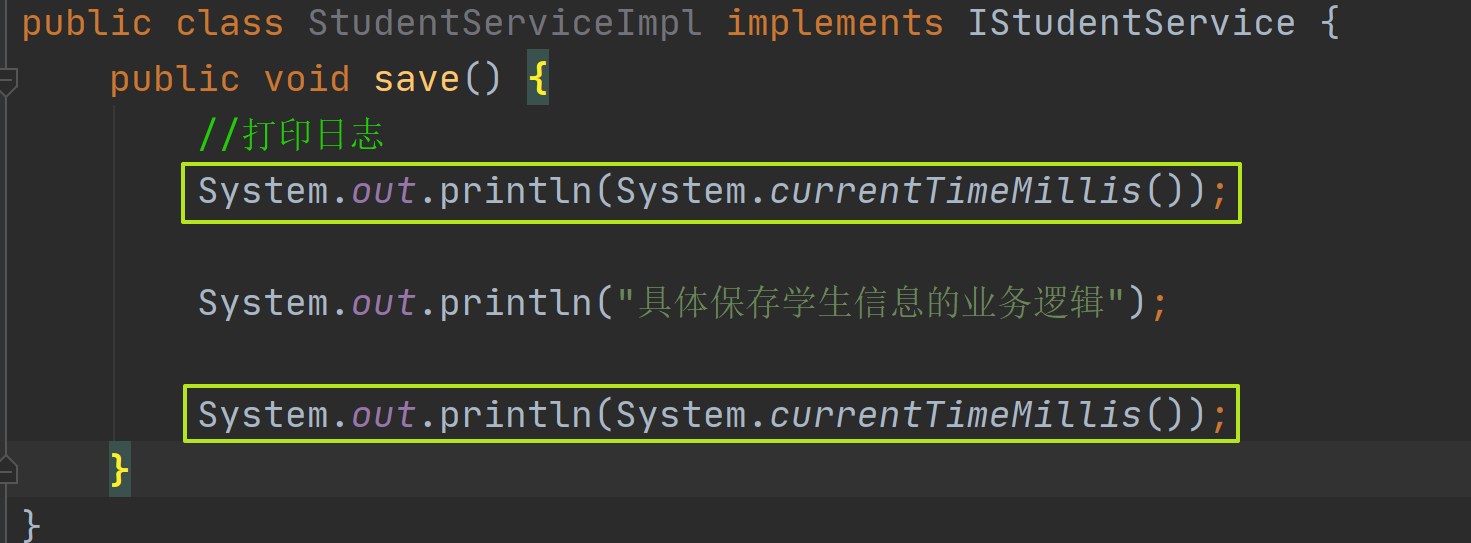 public class StudentServiceImpl implements IStudentService {
public void save() {
//打印日志
System.out.println(System.currentTimeMillis());
System.out.println("具体保存学生信息的业务逻辑");
System.out.println(System.currentTimeMillis());
}
}